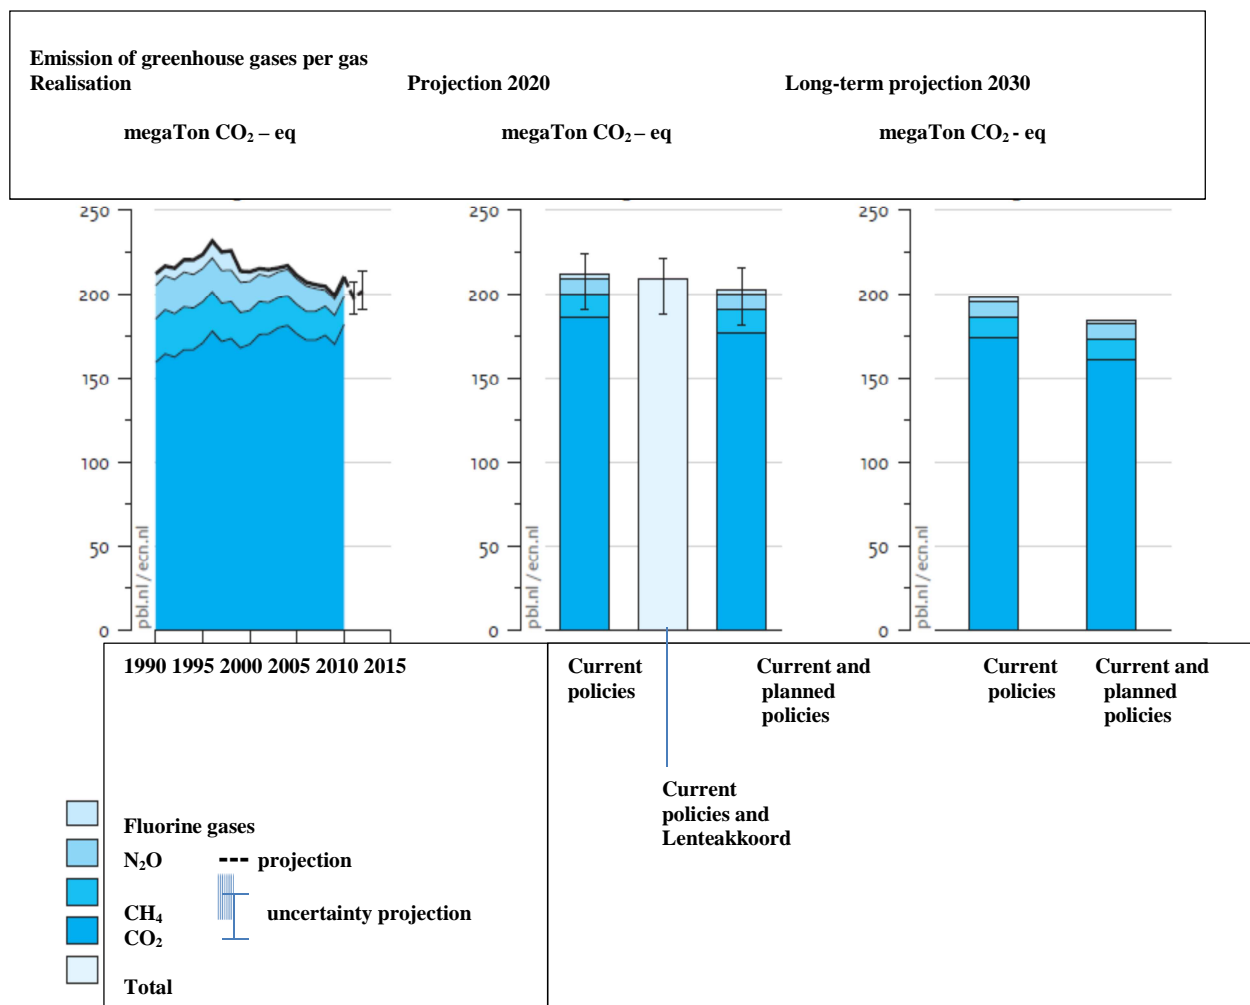 Emission of greenhouse gases per gas
Realisation Projection 2020 Long-term projection 2030
megaTon CO₂ – eq megaTon CO₂ – eq megaTon CO₂ - eq
250 250 250
200 200 200
150 150 150
100 100 100
50 50 50
0 0 0
pbl.nl / ecn.nl pbl.nl / ecn.nl pbl.nl / ecn.nl
1990 1995 2000 2005 2010 2015
Current
policies
Current and
planned
policies
Current
policies
Current and
planned
policies
Current
policies and
Lenteakkoord
Fluorine gases
N₂O projection
CH₄ uncertainty projection
CO₂
Total